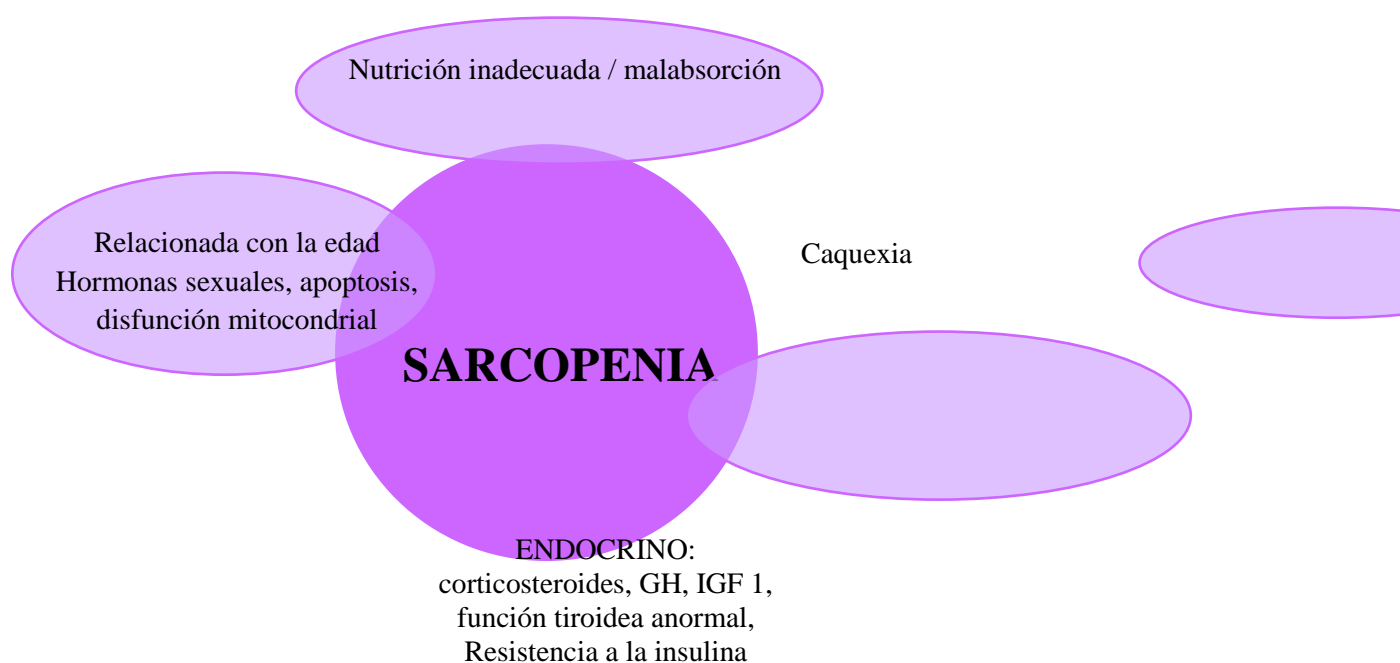 Nutrición inadecuada / malabsorción
Relacionada con la edad
Hormonas sexuales, apoptosis,
disfunción mitocondrial
Caquexia
SARCOPENIA
ENDOCRINO:
corticosteroides, GH, IGF 1,
función tiroidea anormal,
Resistencia a la insulina